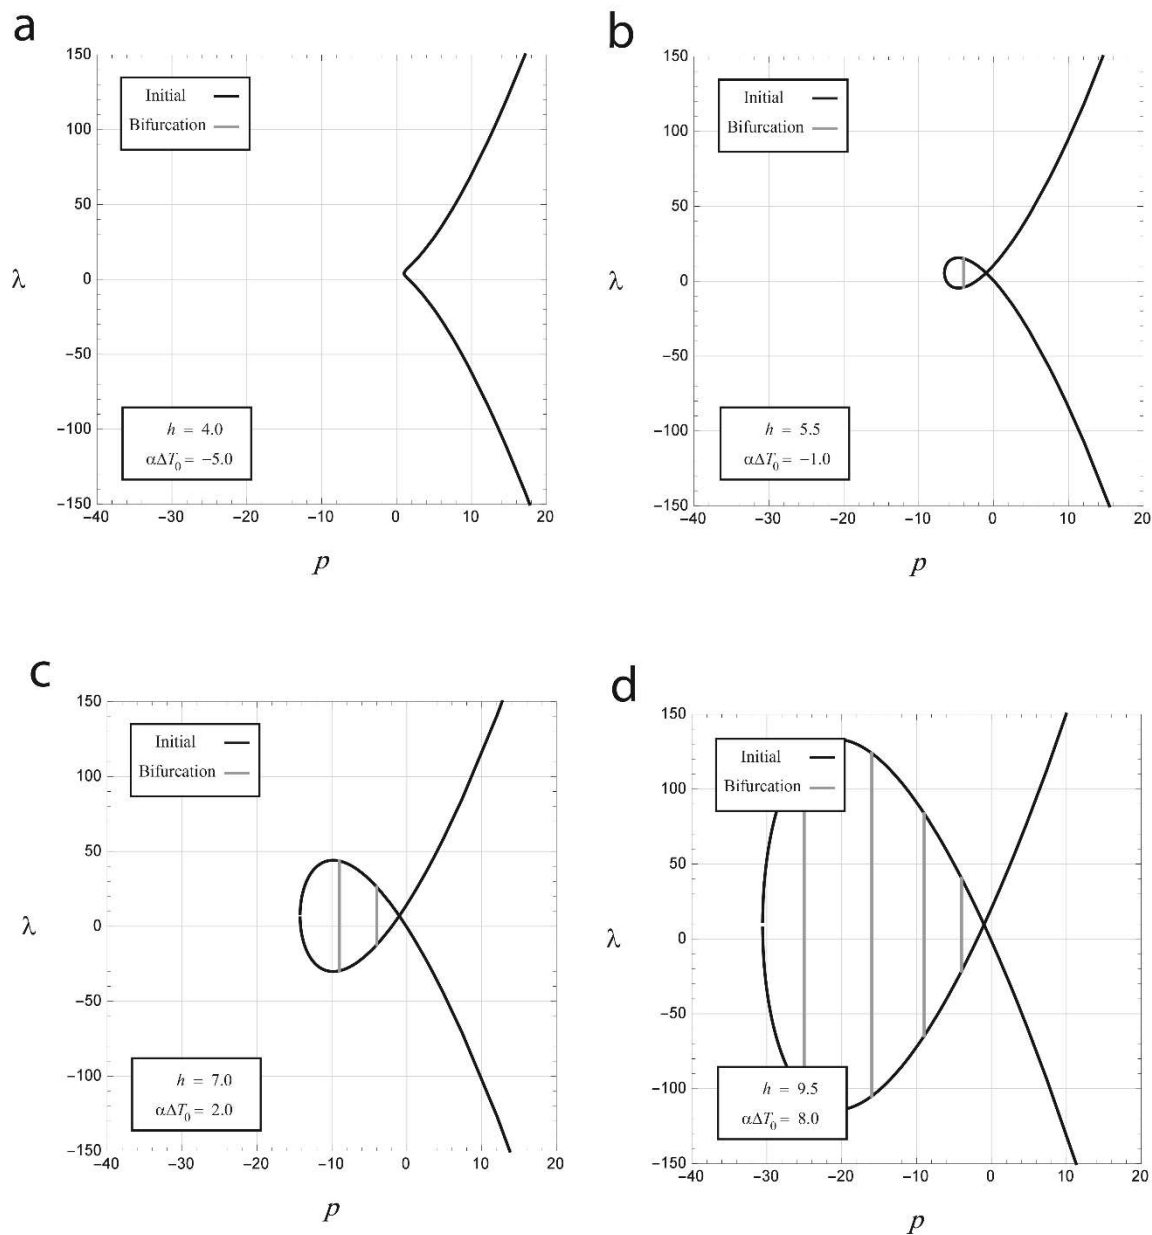 a
150
100
50
0
−50
−100
−150
−40
−30
−20
−10
0
10
20
λ
p
Initial
Bifurcation
h = 4.0
αΔT₀ = −5.0
b
150
100
50
0
−50
−100
−150
−40
−30
−20
−10
0
10
20
λ
p
Initial
Bifurcation
h = 5.5
αΔT₀ = −1.0
c
150
100
50
0
−50
−100
−150
−40
−30
−20
−10
0
10
20
λ
p
Initial
Bifurcation
h = 7.0
αΔT₀ = 2.0
d
150
100
50
0
−50
−100
−150
−40
−30
−20
−10
0
10
20
λ
p
Initial
Bifurcation
h = 9.5
αΔT₀ = 8.0